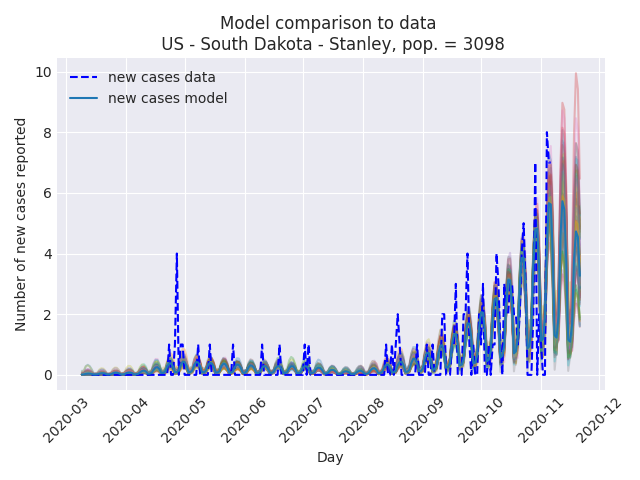 Model comparison to data
US - South Dakota - Stanley, pop. = 3098
new cases data
new cases model
Number of new cases reported
10
8
6
4
2
0
2020-03
2020-04
2020-05
2020-06
2020-07
2020-08
2020-09
2020-10
2020-11
2020-12
Day